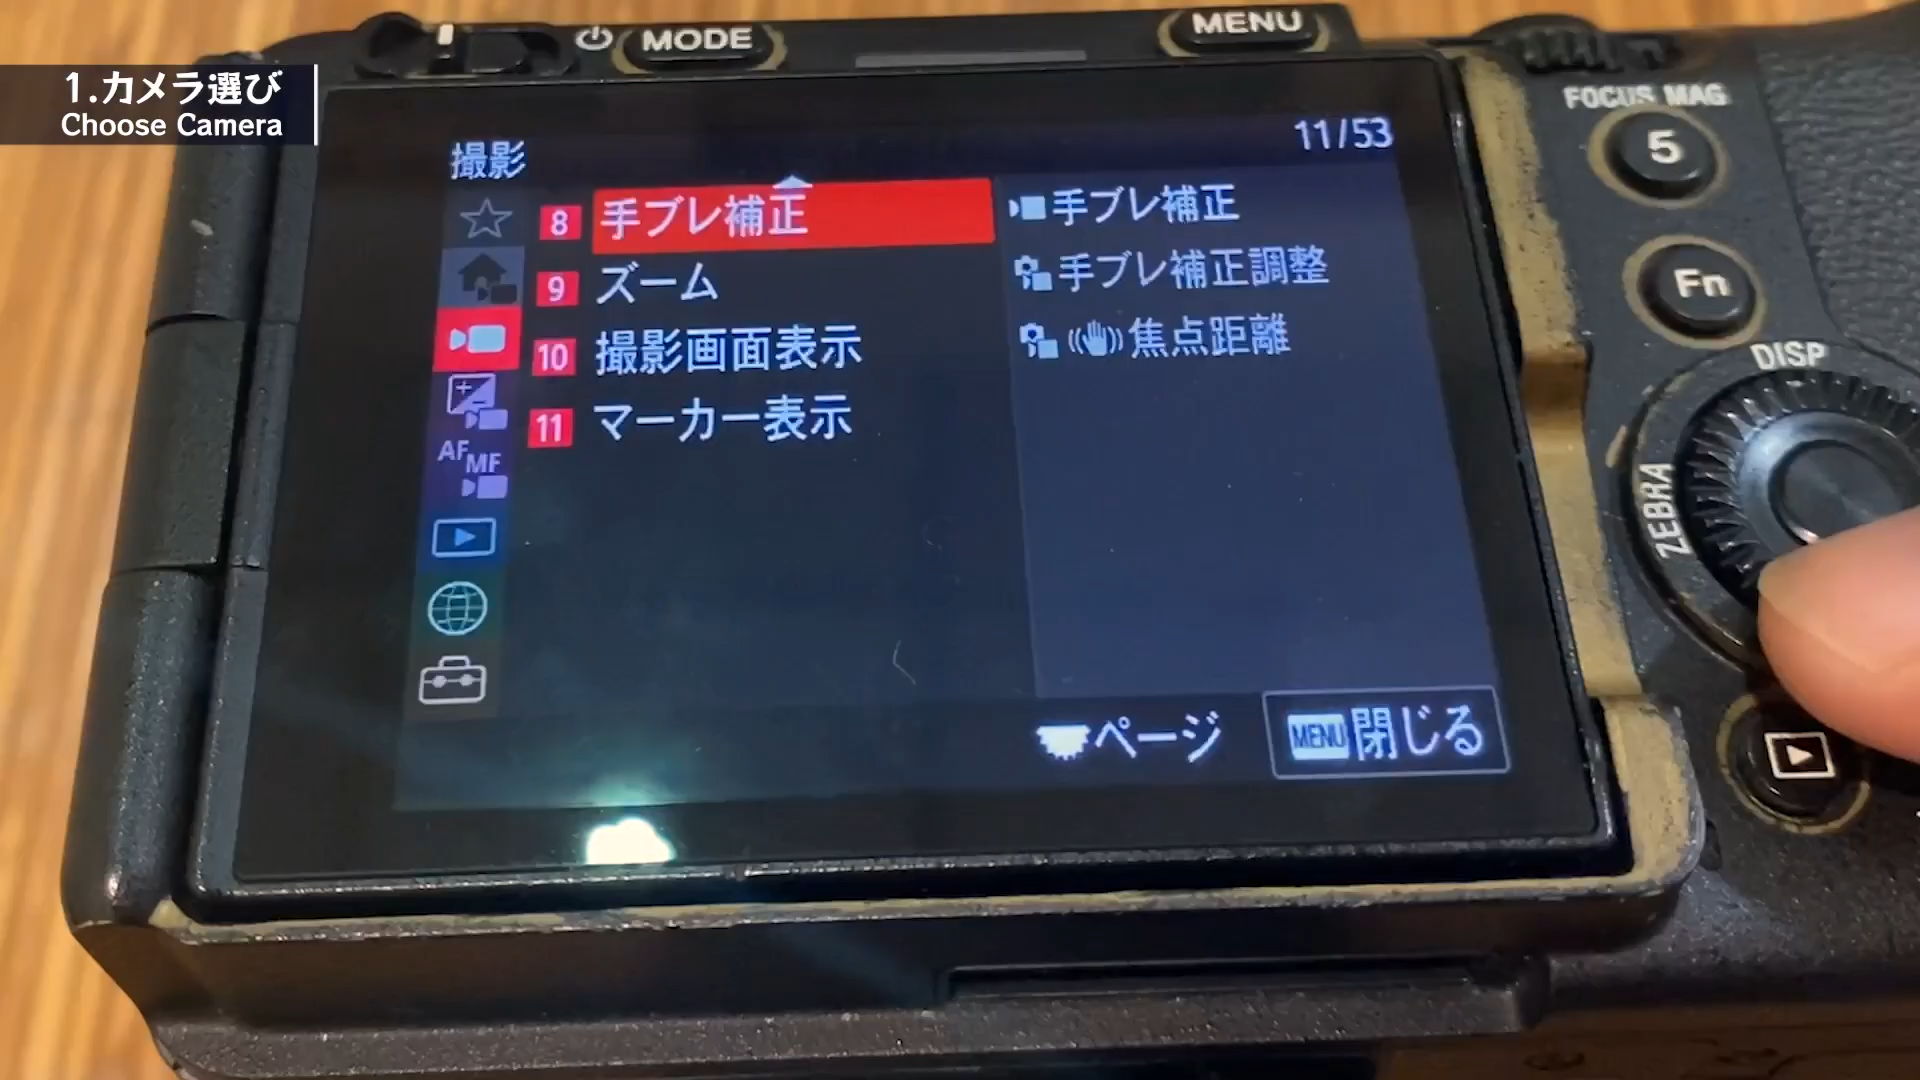 1.カメラ選び
Choose Camera
MODE
MENU
FOCUS MAG
5
Fn
DISP
ZEBRA
撮影
11/53
8 手ブレ補正
9 ズーム
10 撮影画面表示
11 マーカー表示
AF MF
手ブレ補正
手ブレ補正調整
焦点距離
ページ
MENU 閉じる